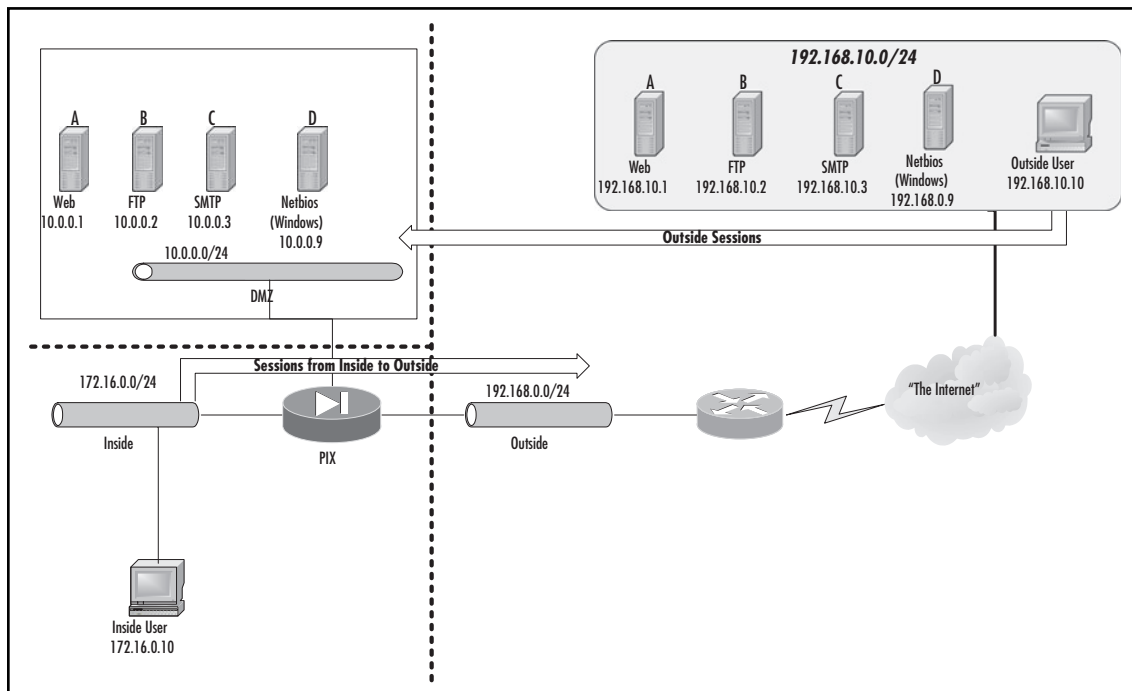 A
B
C
D
Web
10.0.0.1
FTP
10.0.0.2
SMTP
10.0.0.3
Netbios
(Windows)
10.0.0.9
10.0.0.0/24
DMZ
192.168.10.0/24
A
B
C
D
Web
192.168.10.1
FTP
192.168.10.2
SMTP
192.168.10.3
Netbios
(Windows)
192.168.0.9
Outside User
192.168.10.10
Outside Sessions
Sessions from Inside to Outside
172.16.0.0/24
Inside
PIX
192.168.0.0/24
Outside
"The Internet"
Inside User
172.16.0.10